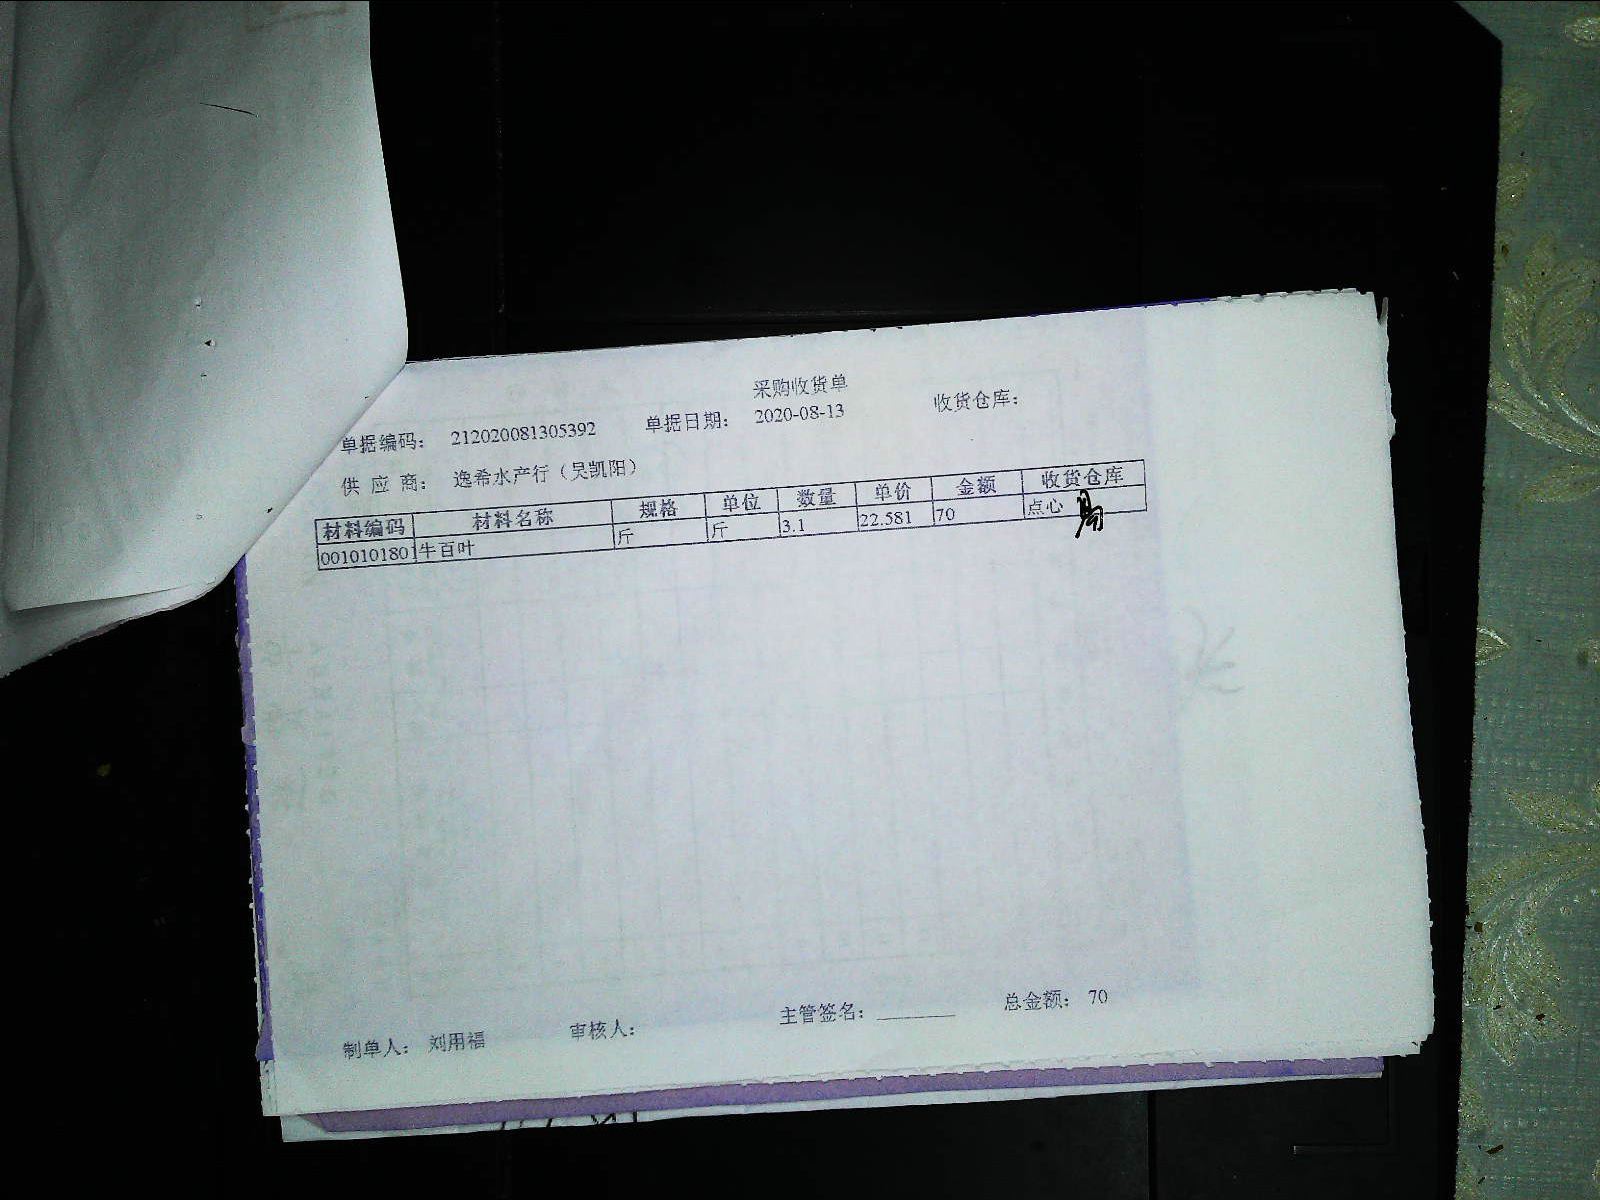 采购收货单
单据编码： 212020081305392 单据日期： 2020-08-13 收货仓库：
供 应 商： 逸希水产行（吴凯阳）
材料编码 材料名称 规格 单位 数量 单价 金额 收货仓库
0010101801 牛百叶 斤 斤 3.1 22.581 70 点心
制单人： 刘用福 审核人： 主管签名： 总金额： 70